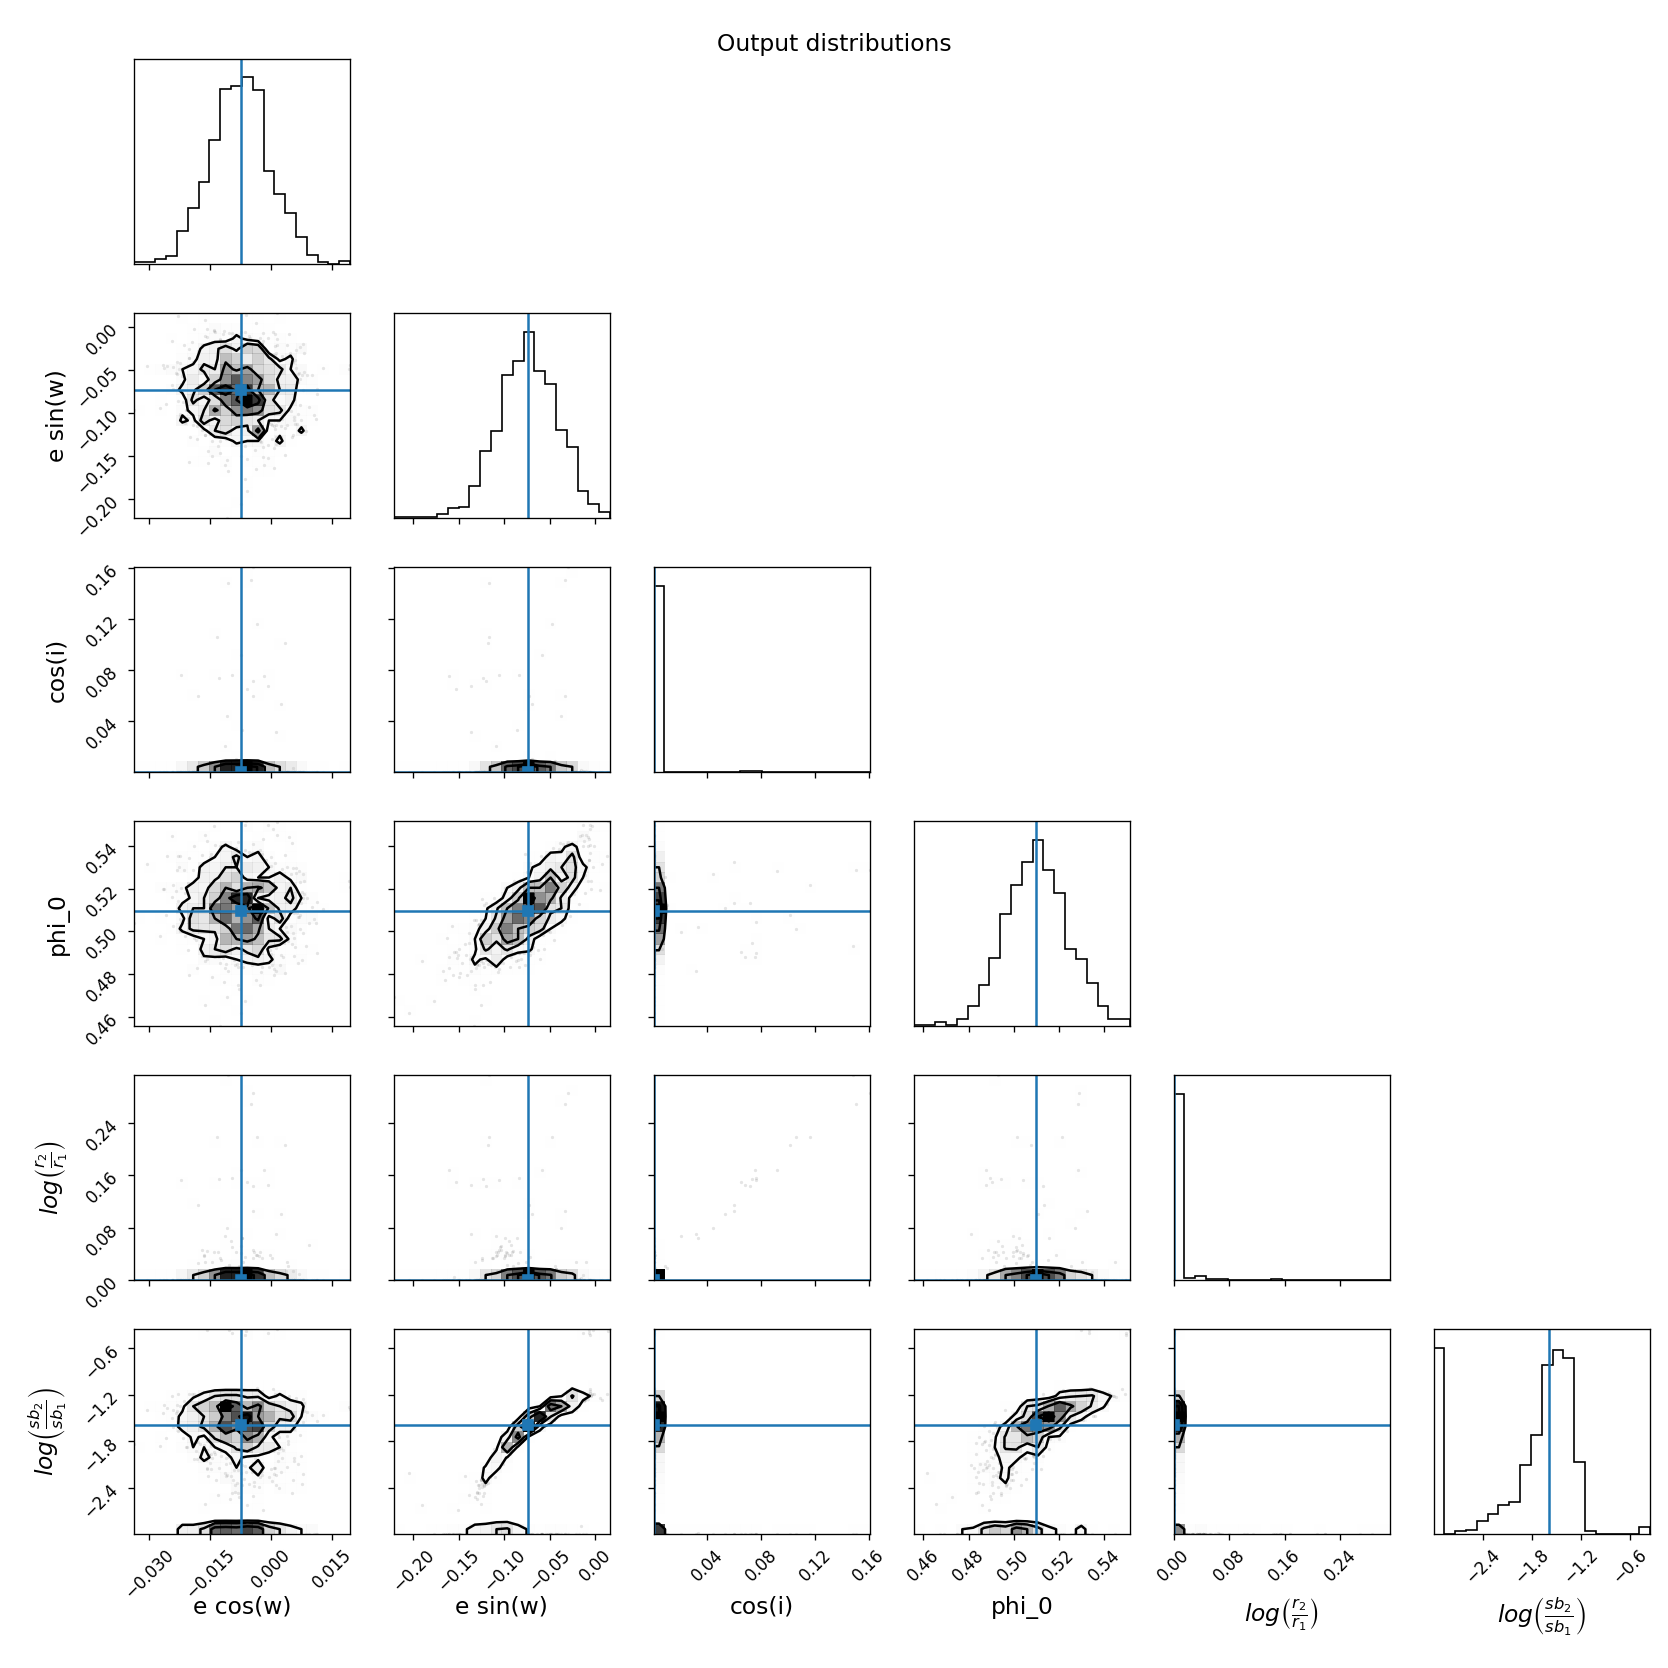 Output distributions
e sin(w)
0.00
−0.05
−0.10
−0.15
−0.20
cos(i)
0.16
0.12
0.08
0.04
phi_0
0.54
0.52
0.50
0.48
0.46
log(r₂/r₁)
0.24
0.16
0.08
0.00
log(sb₂/sb₁)
−0.6
−1.2
−1.8
−2.4
−0.030 −0.015 0.000 0.015
−0.20 −0.15 −0.10 −0.05 0.00
0.04 0.08 0.12 0.16
0.46 0.48 0.50 0.52 0.54
0.00 0.08 0.16 0.24
−2.4 −1.8 −1.2 −0.6
e cos(w)
e sin(w)
cos(i)
phi_0
log(r₂/r₁)
log(sb₂/sb₁)